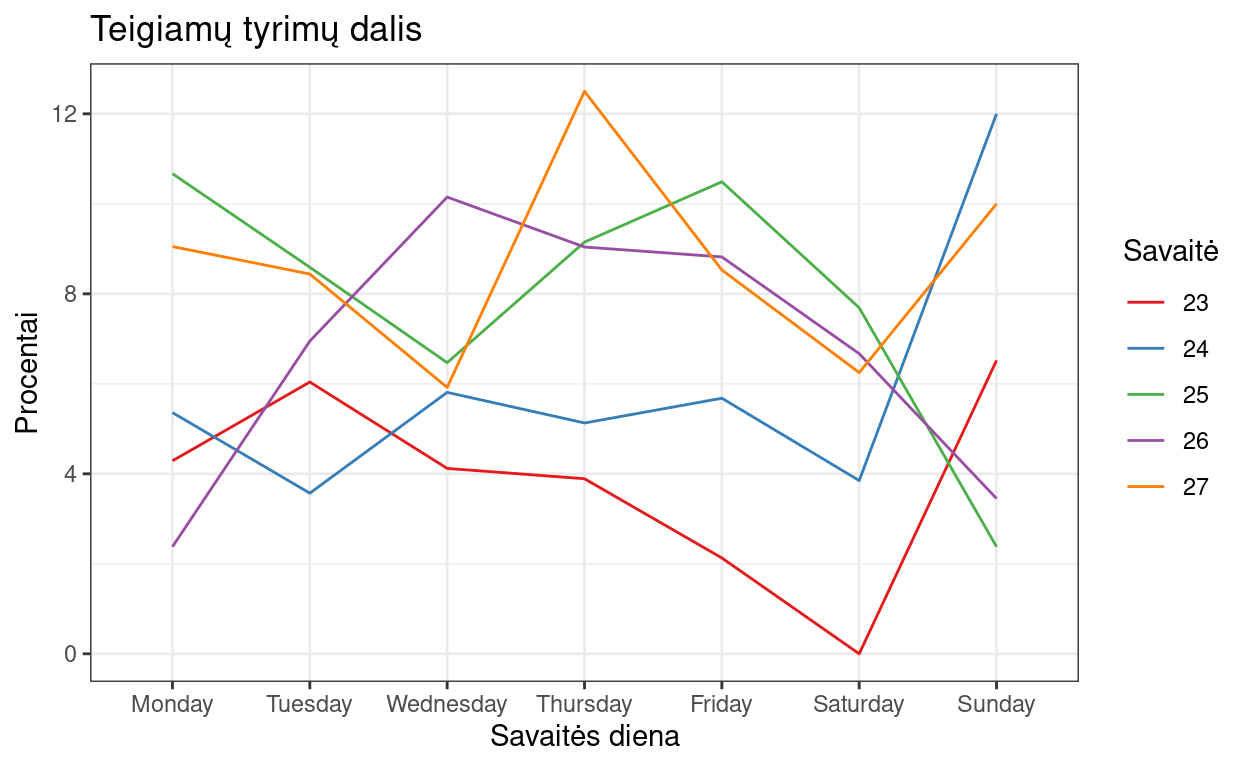 Teigiamų tyrimų dalis
Procentai
12
8
4
0
Monday Tuesday Wednesday Thursday Friday Saturday Sunday
Savaitės diena
Savaitė
23
24
25
26
27